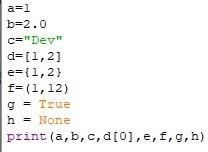 a=1
b=2.0
c="Dev"
d=[1,2]
e={1,2}
f=(1,12)
g = True
h = None
print(a,b,c,d[0],e,f,g,h)